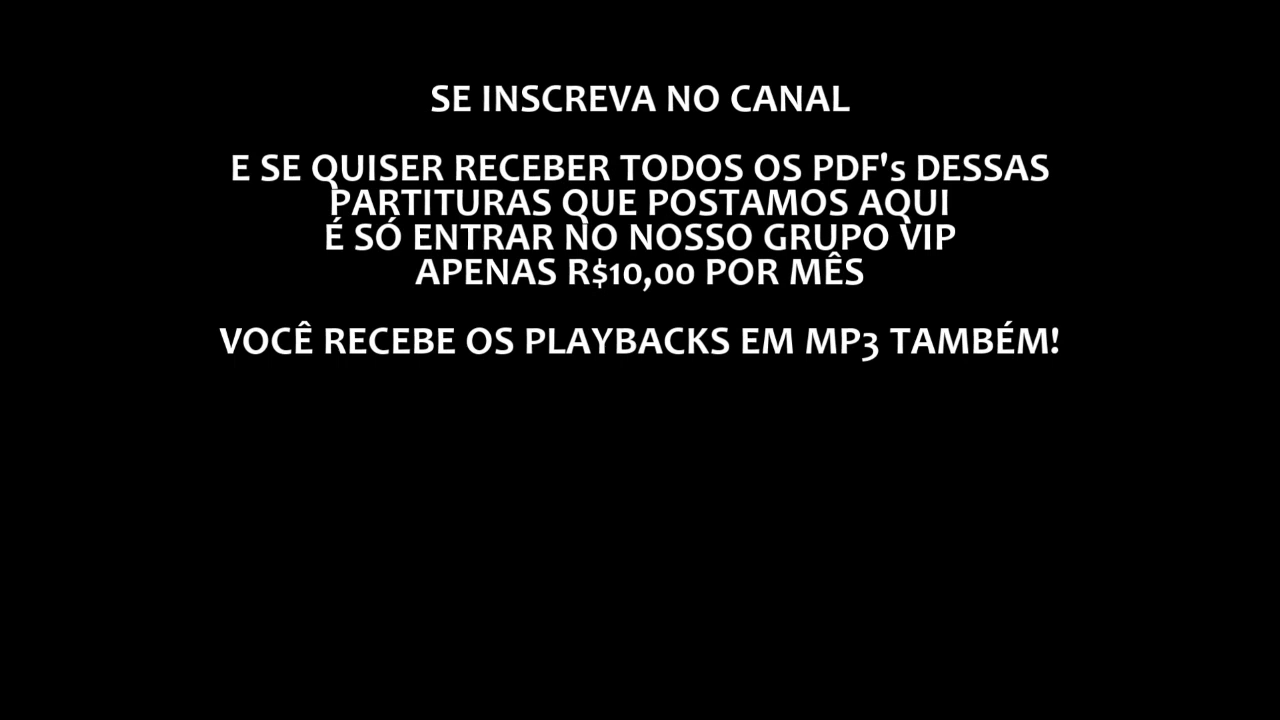 SE INSCREVA NO CANAL
E SE QUISER RECEBER TODOS OS PDF's DESSAS
PARTITURAS QUE POSTAMOS AQUI
É SÓ ENTRAR NO NOSSO GRUPO VIP
APENAS R$10,00 POR MÊS
VOCÊ RECEBE OS PLAYBACKS EM MP3 TAMBÉM!